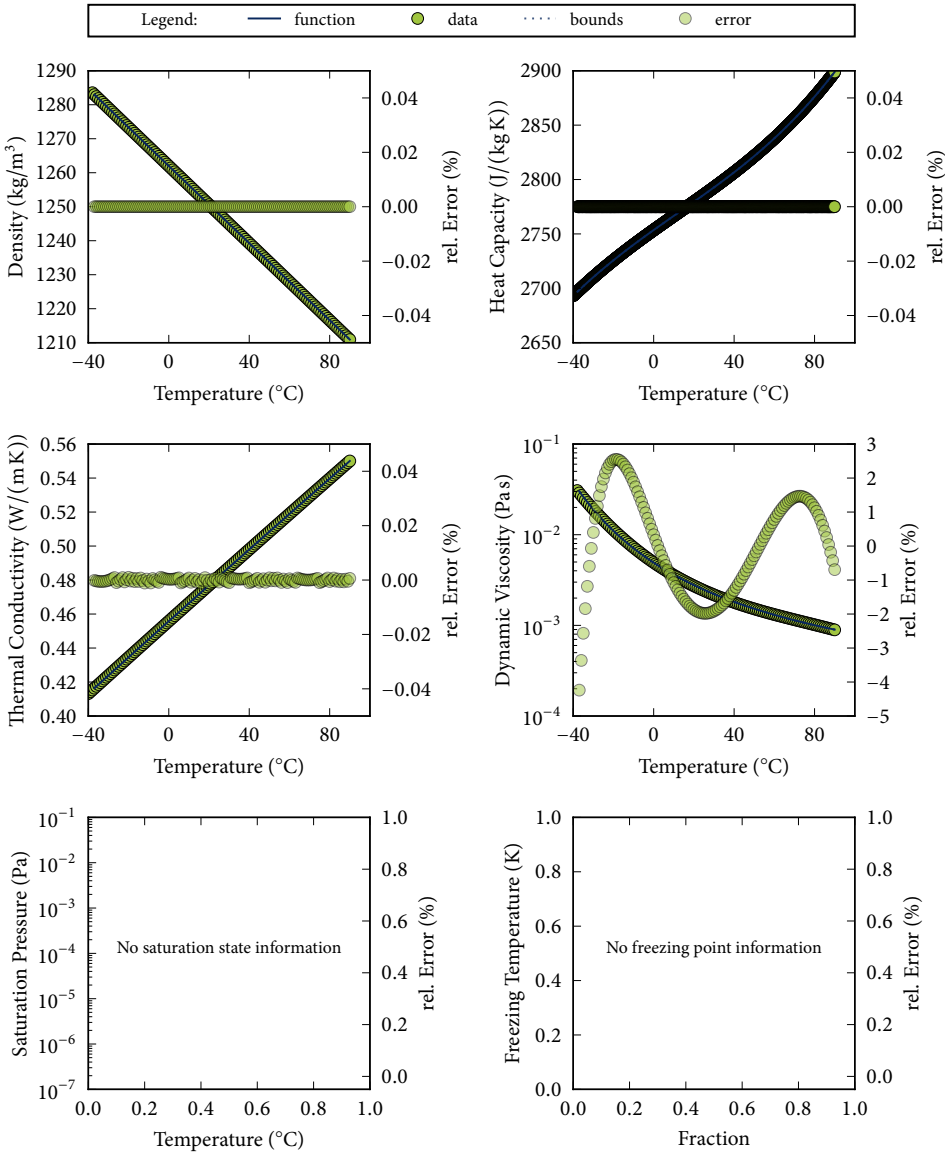 Legend: function data bounds error
1290
1280
1270
1260
1250
1240
1230
1220
1210
Density (kg/m³)
0.04
0.02
0.00
−0.02
−0.04
rel. Error (%)
−40 0 40 80
Temperature (°C)
2900
2850
2800
2750
2700
2650
Heat Capacity (J/(kg K))
0.04
0.02
0.00
−0.02
−0.04
rel. Error (%)
−40 0 40 80
Temperature (°C)
0.56
0.54
0.52
0.50
0.48
0.46
0.44
0.42
0.40
Thermal Conductivity (W/(m K))
0.04
0.02
0.00
−0.02
−0.04
rel. Error (%)
−40 0 40 80
Temperature (°C)
10⁻¹
10⁻²
10⁻³
10⁻⁴
Dynamic Viscosity (Pa s)
3
2
1
0
−1
−2
−3
−4
−5
rel. Error (%)
−40 0 40 80
Temperature (°C)
10⁻¹
10⁻²
10⁻³
10⁻⁴
10⁻⁵
10⁻⁶
10⁻⁷
Saturation Pressure (Pa)
No saturation state information
1.0
0.8
0.6
0.4
0.2
0.0
rel. Error (%)
0.0 0.2 0.4 0.6 0.8 1.0
Temperature (°C)
1.0
0.8
0.6
0.4
0.2
0.0
Freezing Temperature (K)
No freezing point information
1.0
0.8
0.6
0.4
0.2
0.0
rel. Error (%)
0.0 0.2 0.4 0.6 0.8 1.0
Fraction